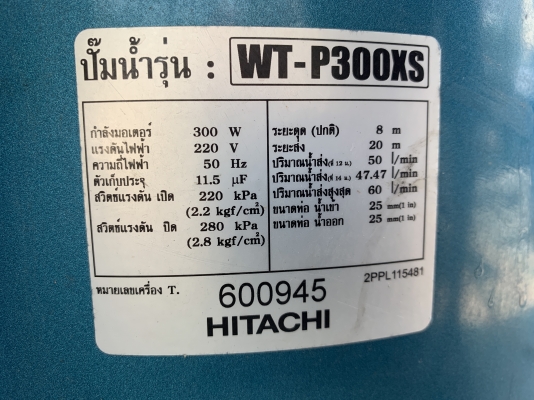 ปั๊มน้ำรุ่น : WT-P300XS
กำลังมอเตอร์ 300 W
แรงดันไฟฟ้า 220 V
ความถี่ไฟฟ้า 50 Hz
ตัวเก็บประจุ 11.5 μF
สวิตช์แรงดัน เปิด 220 kPa
(2.2 kgf/cm²)
สวิตช์แรงดัน ปิด 280 kPa
(2.8 kgf/cm²)
ระยะดูด (ปกติ) 8 m
ระยะส่ง 20 m
ปริมาณน้ำส่ง(ที่ 12 ม.) 50 l/min
ปริมาณน้ำส่ง(ที่ 14 ม.) 47.47 l/min
ปริมาณน้ำส่งสูงสุด 60 l/min
ขนาดท่อ น้ำเข้า 25 mm(1 in)
ขนาดท่อ น้ำออก 25 mm(1 in)
2PPL115481
หมายเลขเครื่อง T. 600945
HITACHI